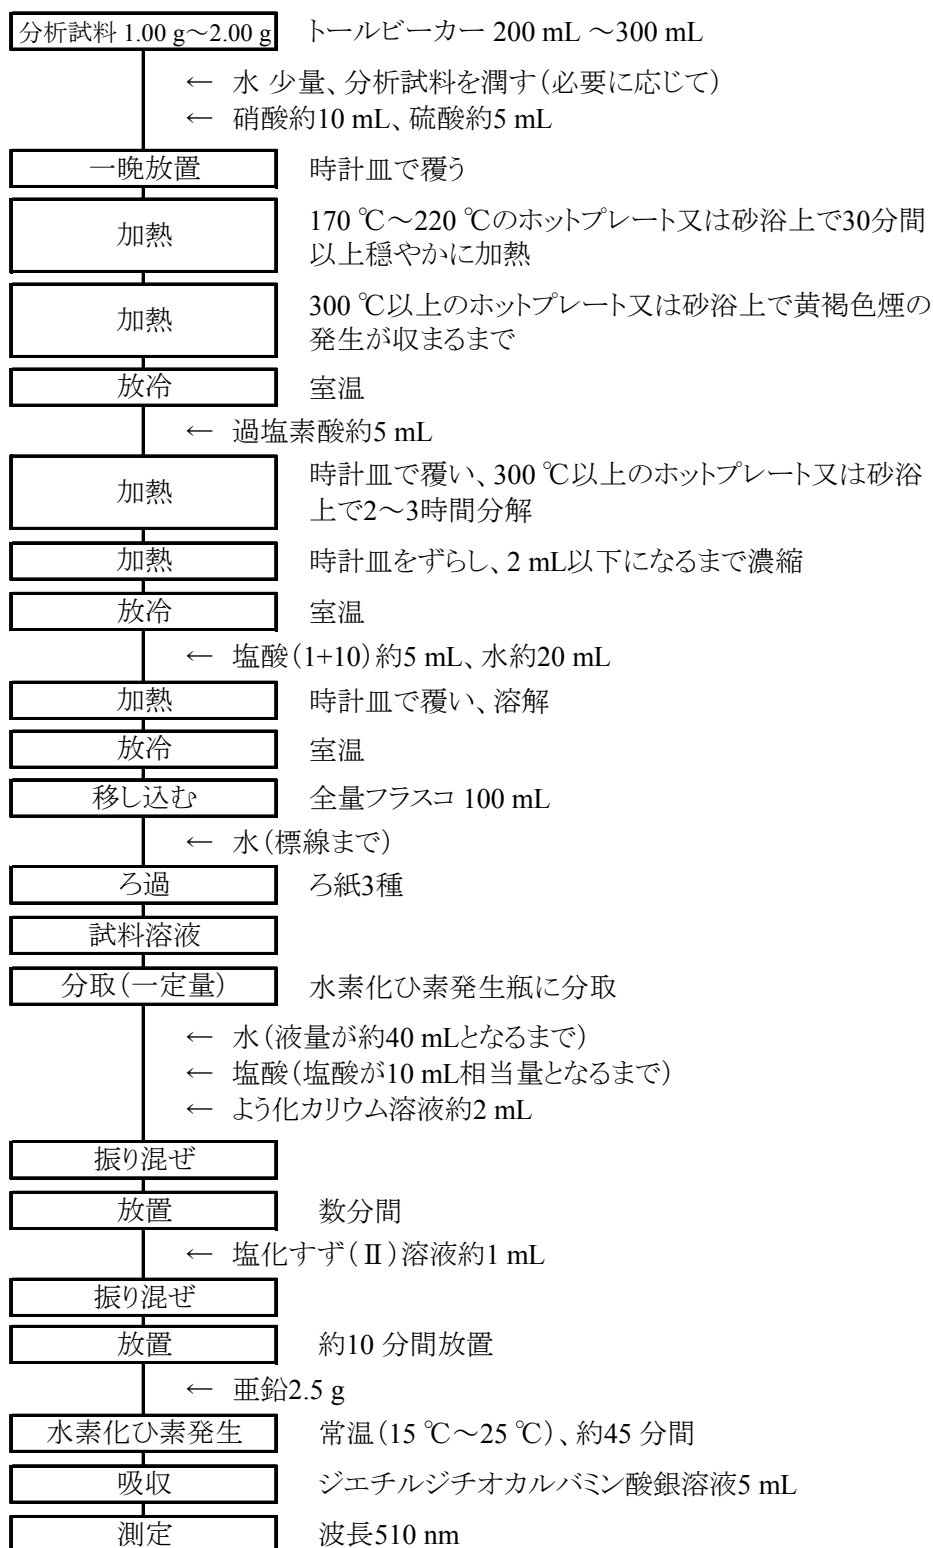 分析試料 1.00 g～2.00 g トールビーカー 200 mL ～300 mL
← 水 少量、分析試料を潤す（必要に応じて）
← 硝酸約10 mL、硫酸約5 mL
一晩放置 時計皿で覆う
加熱 170 ℃～220 ℃のホットプレート又は砂浴上で30分間
以上穏やかに加熱
加熱 300 ℃以上のホットプレート又は砂浴上で黄褐色煙の
発生が収まるまで
放冷 室温
← 過塩素酸約5 mL
加熱 時計皿で覆い、300 ℃以上のホットプレート又は砂浴
上で2～3時間分解
加熱 時計皿をずらし、2 mL以下になるまで濃縮
放冷 室温
← 塩酸（1+10）約5 mL、水約20 mL
加熱 時計皿で覆い、溶解
放冷 室温
移し込む 全量フラスコ 100 mL
← 水（標線まで）
ろ過 ろ紙3種
試料溶液
分取（一定量） 水素化ひ素発生瓶に分取
← 水（液量が約40 mLとなるまで）
← 塩酸（塩酸が10 mL相当量となるまで）
← よう化カリウム溶液約2 mL
振り混ぜ
放置 数分間
← 塩化すず（Ⅱ）溶液約1 mL
振り混ぜ
放置 約10 分間放置
← 亜鉛2.5 g
水素化ひ素発生 常温（15 ℃～25 ℃）、約45 分間
吸収 ジエチルジチオカルバミン酸銀溶液5 mL
測定 波長510 nm